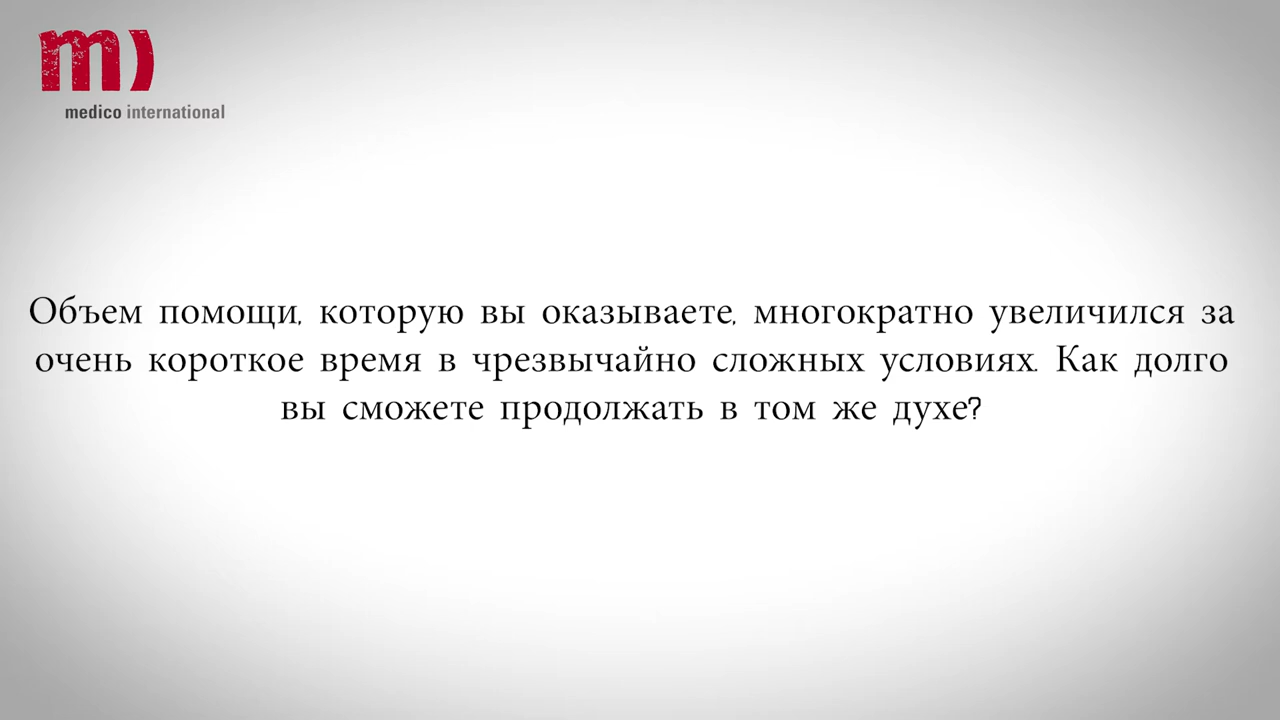 m)
medico international
Объем помощи, которую вы оказываете, многократно увеличился за
очень короткое время в чрезвычайно сложных условиях. Как долго
вы сможете продолжать в том же духе?